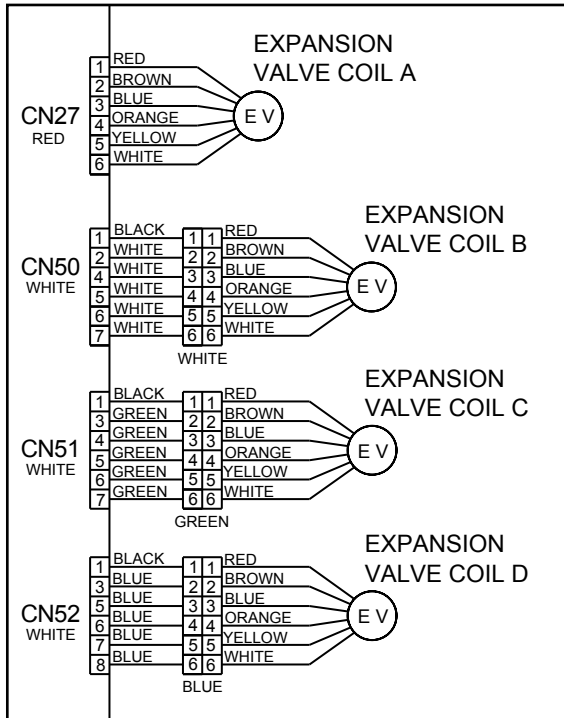 EXPANSION
VALVE COIL A
CN27
RED
1 RED
2 BROWN
3 BLUE
4 ORANGE
5 YELLOW
6 WHITE
E V
EXPANSION
VALVE COIL B
CN50
WHITE
1 BLACK 1 1 RED
2 WHITE 2 2 BROWN
4 WHITE 3 3 BLUE
5 WHITE 4 4 ORANGE
6 WHITE 5 5 YELLOW
7 WHITE 6 6 WHITE
WHITE
E V
EXPANSION
VALVE COIL C
CN51
WHITE
1 BLACK 1 1 RED
3 GREEN 2 2 BROWN
4 GREEN 3 3 BLUE
5 GREEN 4 4 ORANGE
6 GREEN 5 5 YELLOW
7 GREEN 6 6 WHITE
GREEN
E V
EXPANSION
VALVE COIL D
CN52
WHITE
1 BLACK 1 1 RED
3 BLUE 2 2 BROWN
5 BLUE 3 3 BLUE
6 BLUE 4 4 ORANGE
7 BLUE 5 5 YELLOW
8 BLUE 6 6 WHITE
BLUE
E V